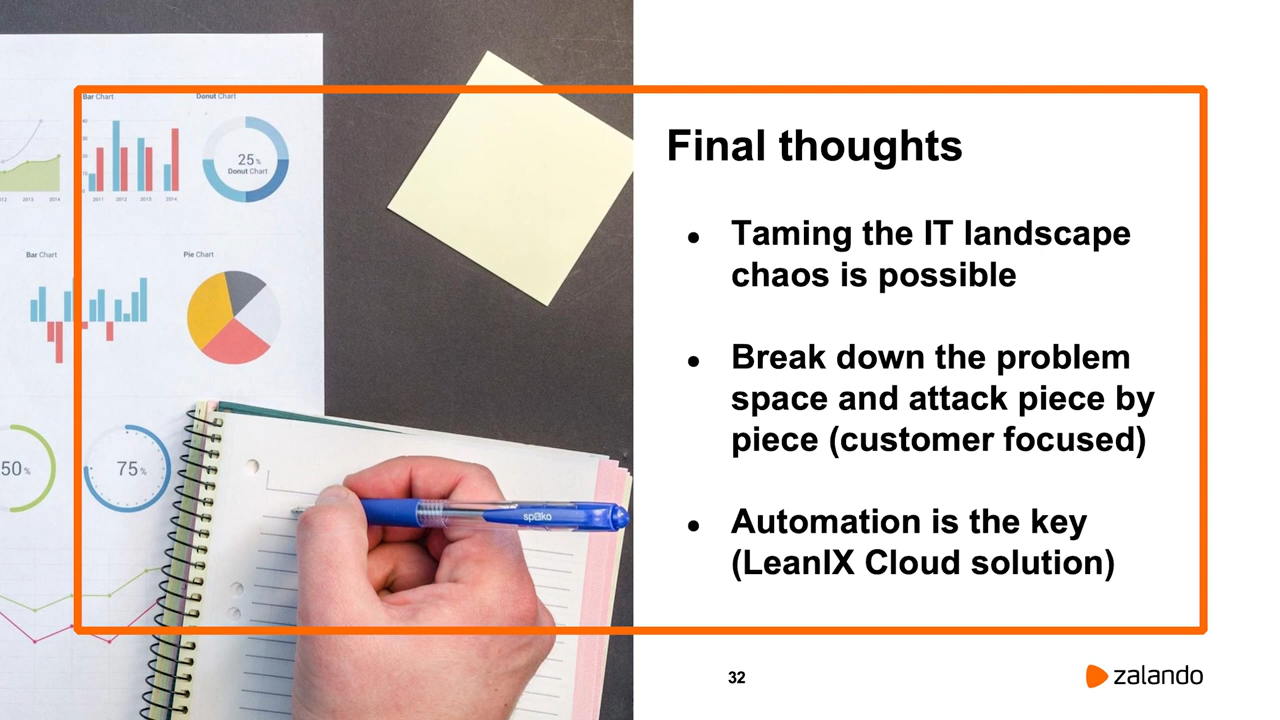 Bar Chart
Donut Chart
25%
Donut Chart
2011 2012 2013 2014
2013 2014
Bar Chart
Pie Chart
50%
75%
Final thoughts
● Taming the IT landscape
chaos is possible
● Break down the problem
space and attack piece by
piece (customer focused)
● Automation is the key
(LeanIX Cloud solution)
32
zalando